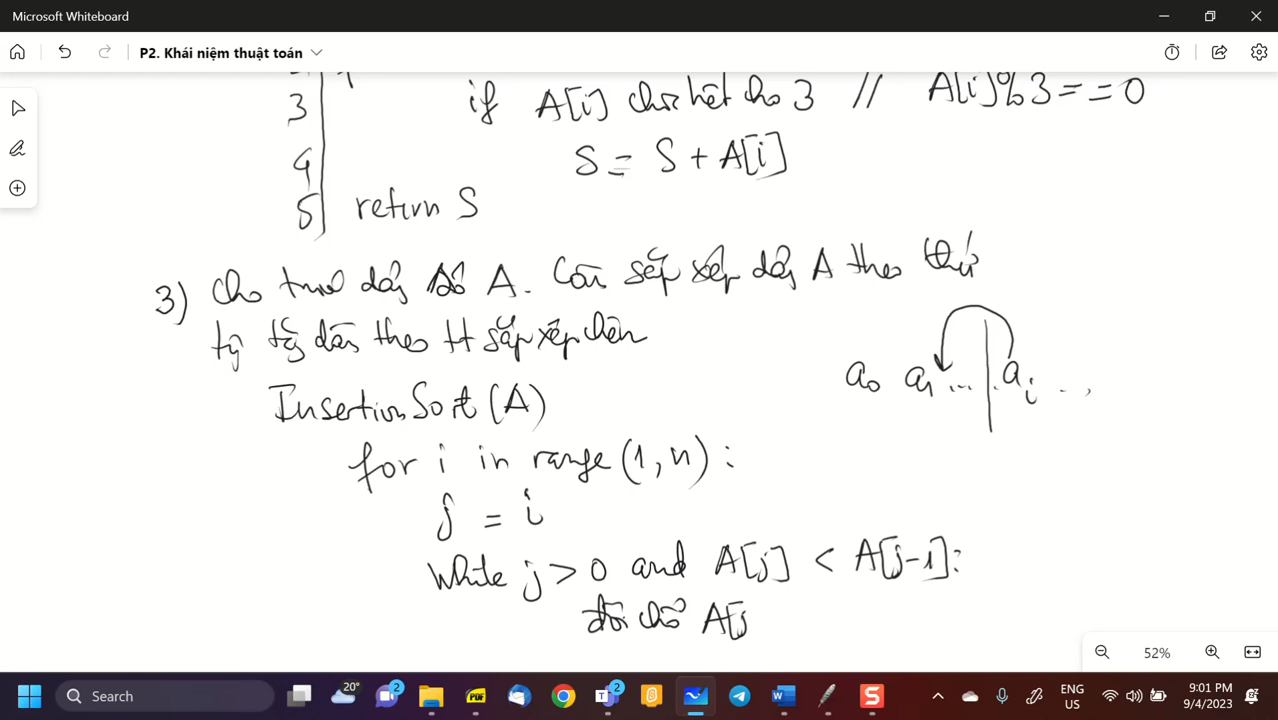 Microsoft Whiteboard
P2. Khái niệm thuật toán
3 if A[i] chia hết cho 3 // A[i]%3==0
4 S = S + A[i]
5 return S
3) Cho trước dãy số A. Cần sắp xếp dãy A theo thứ
tự tăng dần theo TT sắp xếp chèn
a0 a1 ... ai ...
InsertionSort(A)
for i in range (1, n):
j = i
While j > 0 and A[j] < A[j-1]:
đổi chỗ A[j
52%
Search
20°
2
2
ENG
US
9:01 PM
9/4/2023